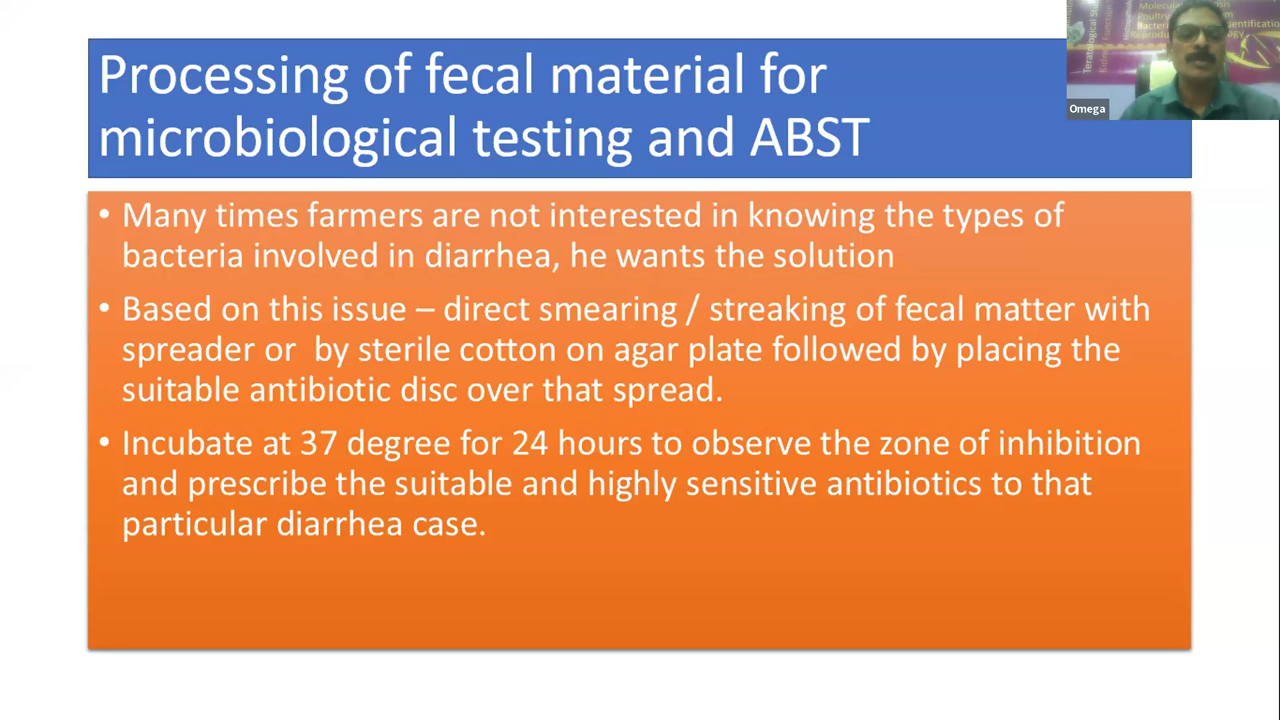 Processing of fecal material for
microbiological testing and ABST
• Many times farmers are not interested in knowing the types of
bacteria involved in diarrhea, he wants the solution
• Based on this issue – direct smearing / streaking of fecal matter with
spreader or  by sterile cotton on agar plate followed by placing the
suitable antibiotic disc over that spread.
• Incubate at 37 degree for 24 hours to observe the zone of inhibition
and prescribe the suitable and highly sensitive antibiotics to that
particular diarrhea case.
Omega